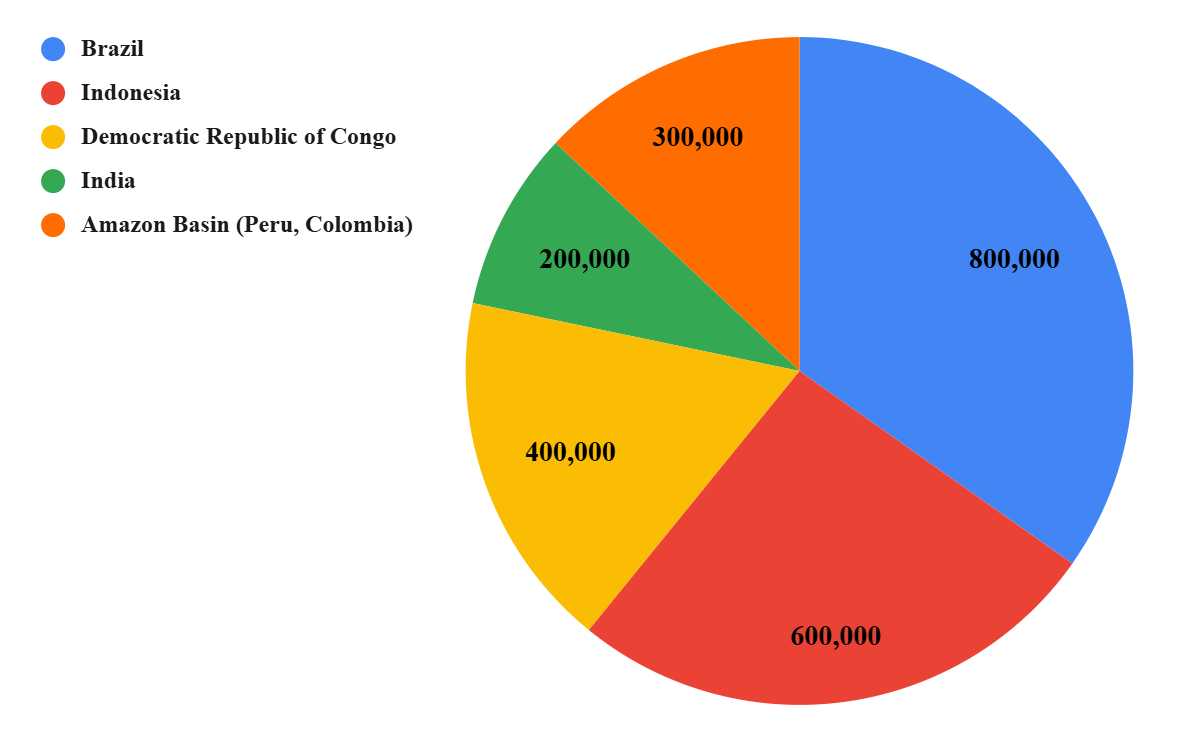 Brazil
Indonesia
Democratic Republic of Congo
India
Amazon Basin (Peru, Colombia)
300,000
800,000
200,000
400,000
600,000